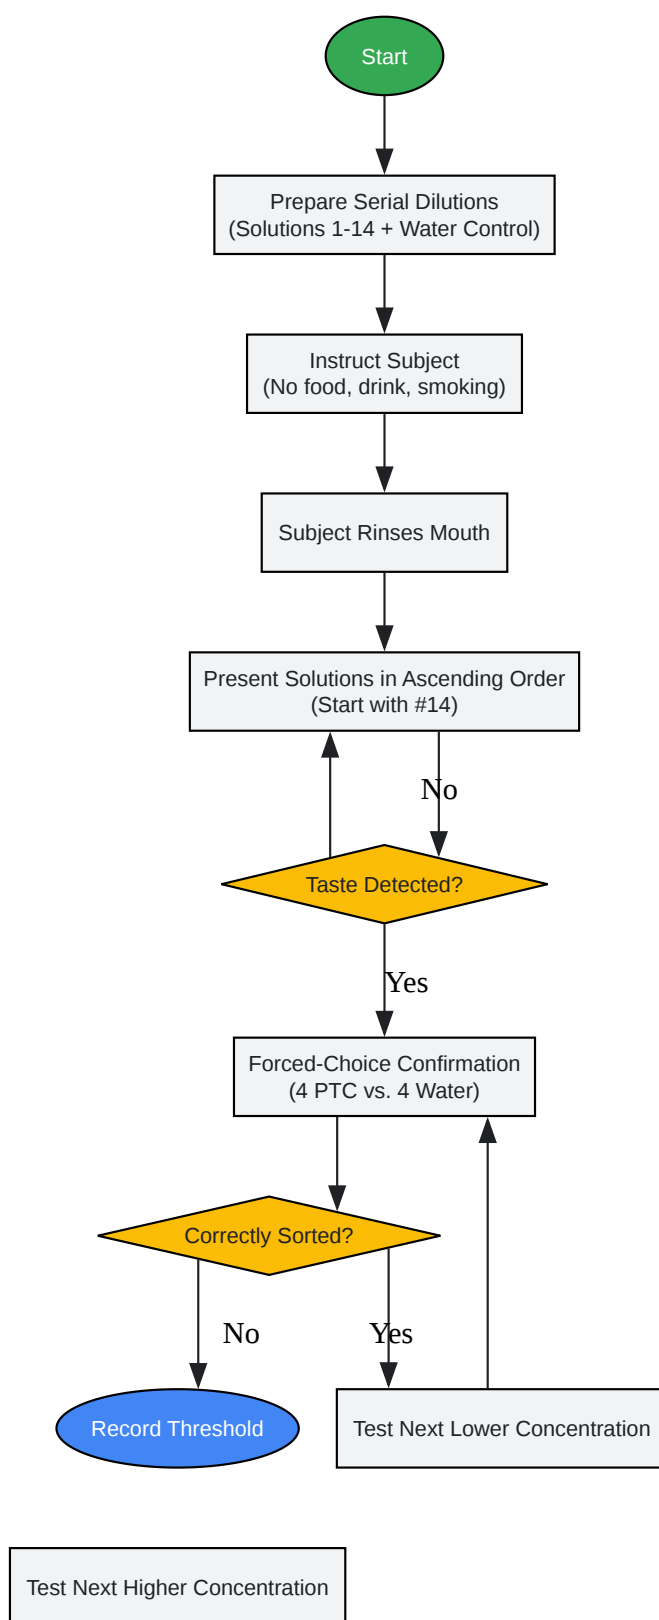 Start
Prepare Serial Dilutions
(Solutions 1-14 + Water Control)
Instruct Subject
(No food, drink, smoking)
Subject Rinses Mouth
Present Solutions in Ascending Order
(Start with #14)
No
Taste Detected?
Yes
Forced-Choice Confirmation
(4 PTC vs. 4 Water)
Correctly Sorted?
No
Yes
Record Threshold
Test Next Lower Concentration
Test Next Higher Concentration